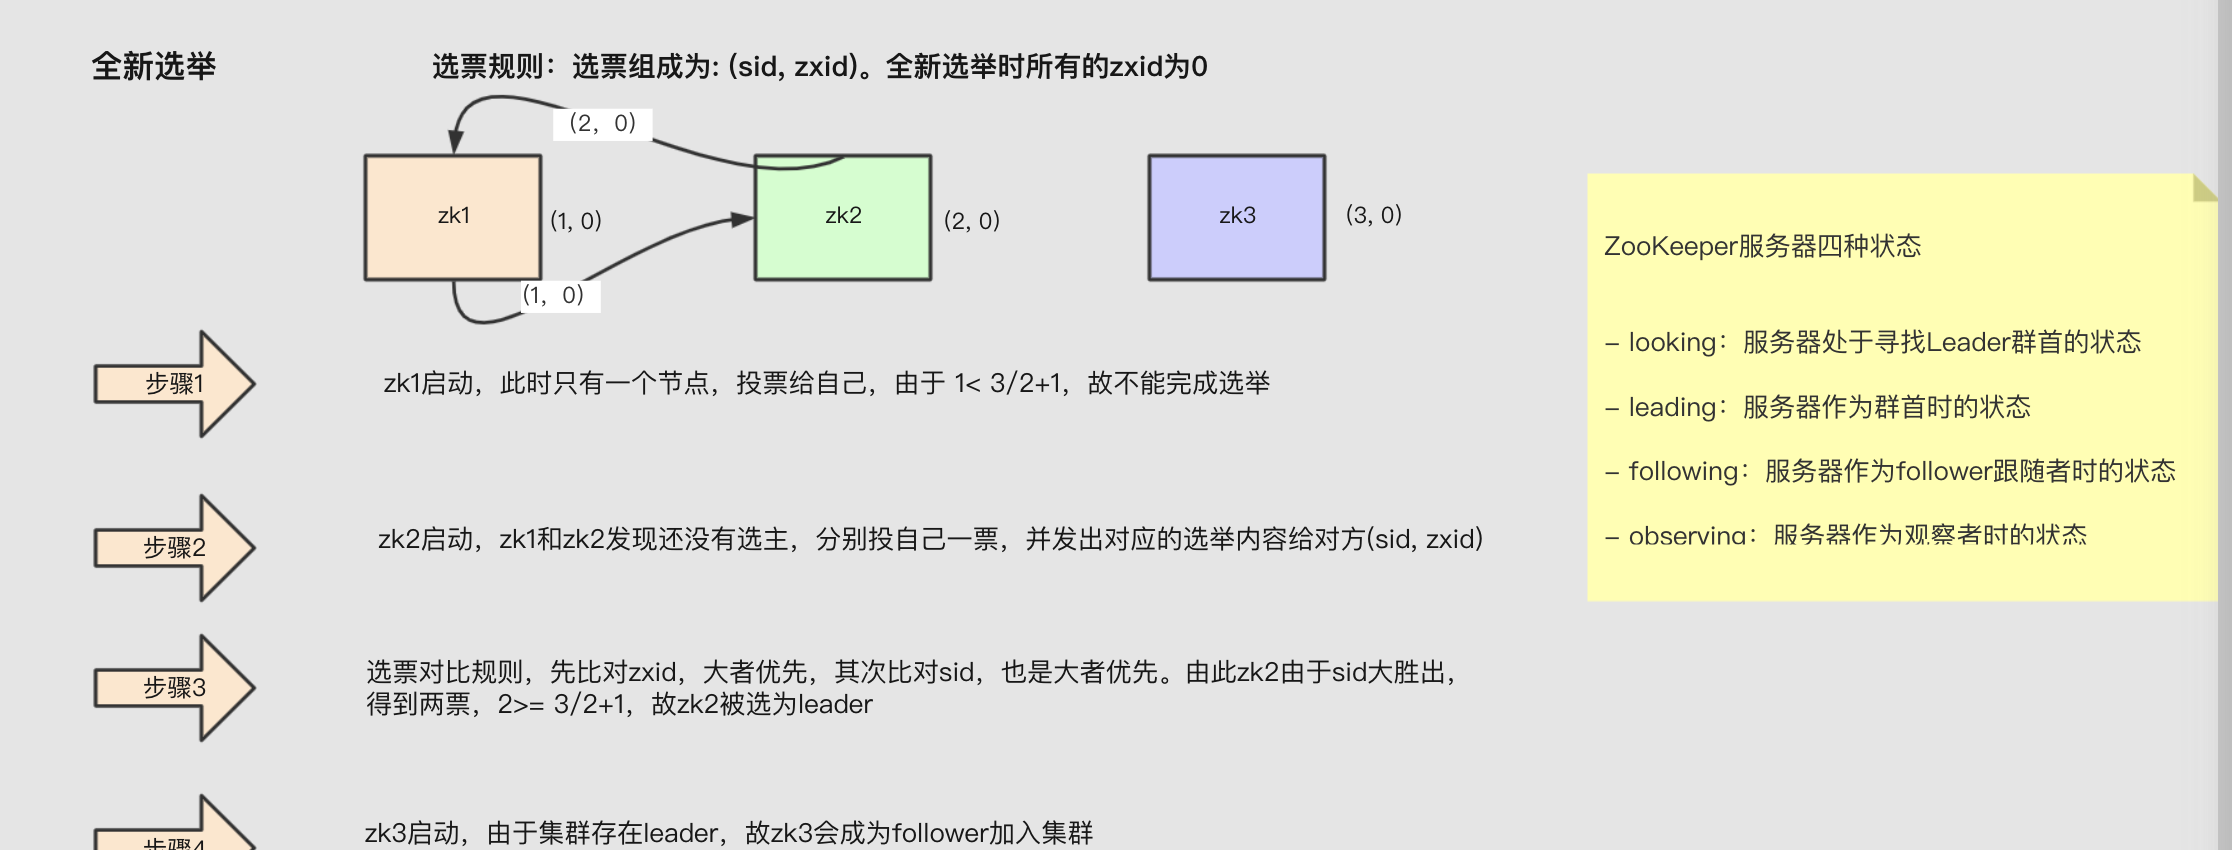 全新选举
选票规则：选票组成为: (sid, zxid)。全新选举时所有的zxid为0
(2，0)
zk1
(1, 0)
zk2
(2, 0)
zk3
(3, 0)
(1，0)
步骤1
zk1启动，此时只有一个节点，投票给自己，由于 1< 3/2+1，故不能完成选举
步骤2
zk2启动，zk1和zk2发现还没有选主，分别投自己一票，并发出对应的选举内容给对方(sid, zxid)
步骤3
选票对比规则，先比对zxid，大者优先，其次比对sid，也是大者优先。由此zk2由于sid大胜出，
得到两票，2>= 3/2+1，故zk2被选为leader
步骤4
zk3启动，由于集群存在leader，故zk3会成为follower加入集群
ZooKeeper服务器四种状态
– looking：服务器处于寻找Leader群首的状态
– leading：服务器作为群首时的状态
– following：服务器作为follower跟随者时的状态
– observing：服务器作为观察者时的状态